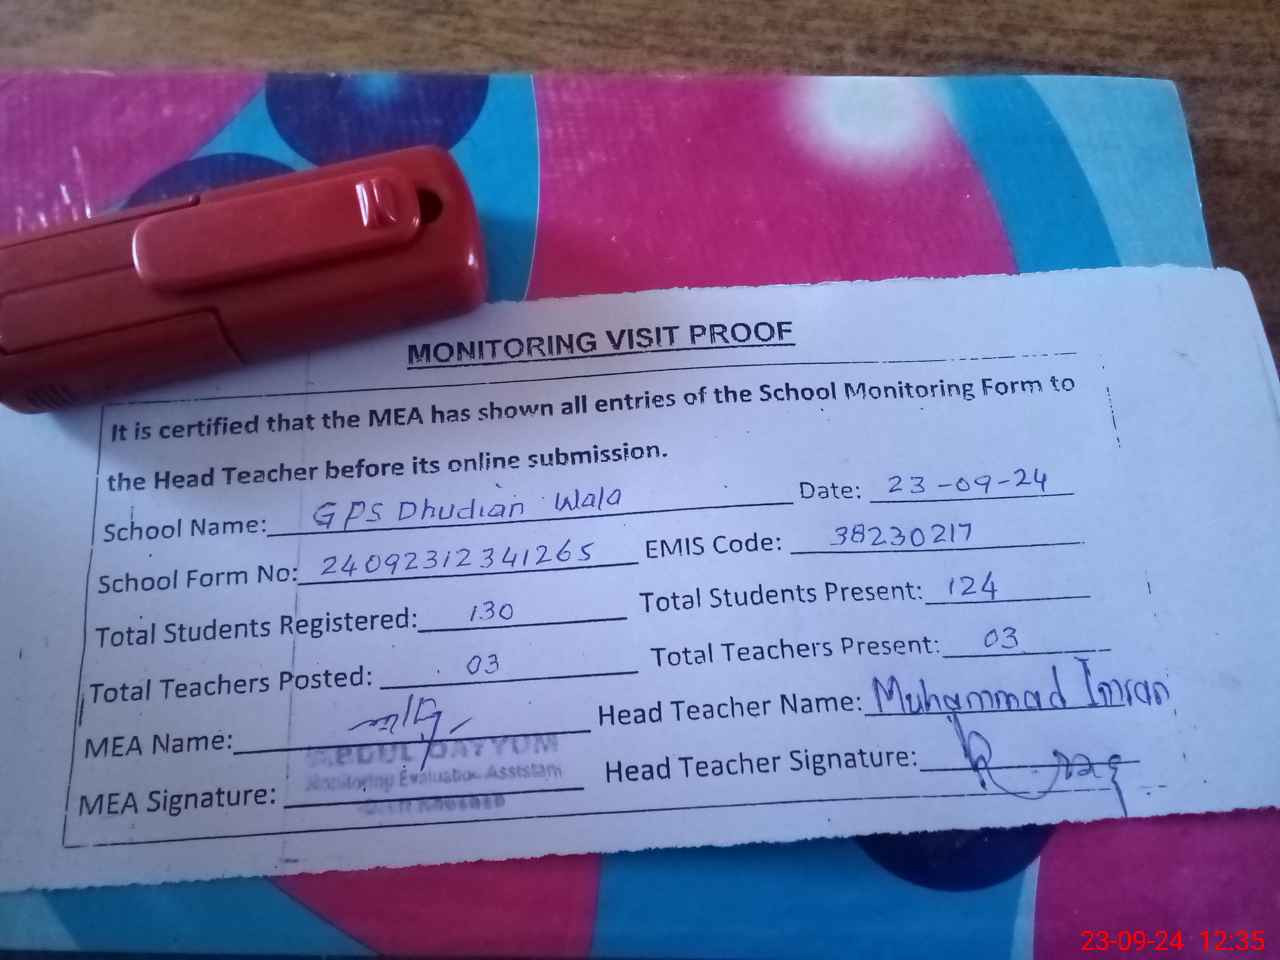 MONITORING VISIT PROOF
It is certified that the MEA has shown all entries of the School Monitoring Form to
the Head Teacher before its online submission.
School Name: GPS Dhudian Wala Date: 23-09-24
School Form No: 24092312341265 EMIS Code: 38230217
Total Students Registered: 130 Total Students Present: 124
Total Teachers Posted: 03 Total Teachers Present: 03
MEA Name: Head Teacher Name: Muhammad Imran
Monitoring Evaluation Assistant
MEA Signature: Head Teacher Signature:
23-09-24 12:35